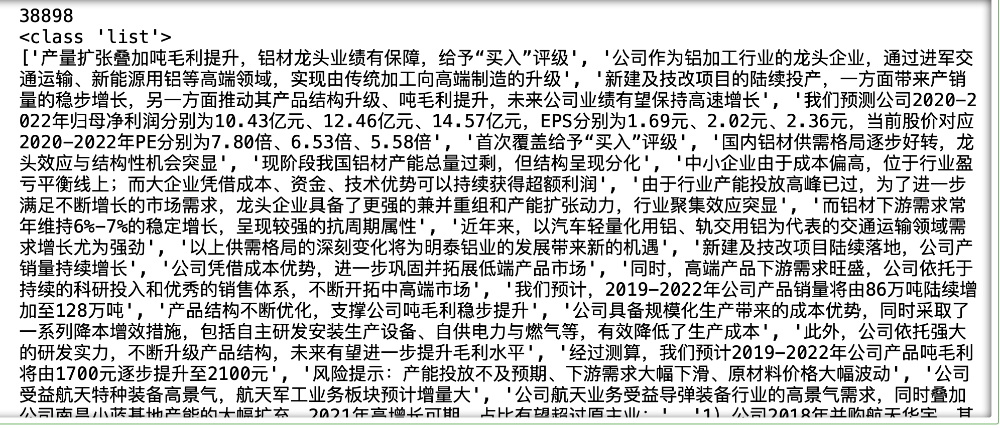 38898
<class 'list'>
['产量扩张叠加吨毛利提升，铝材龙头业绩有保障，给予“买入”评级', '公司作为铝加工行业的龙头企业，通过进军交
通运输、新能源用铝等高端领域，实现由传统加工向高端制造的升级', '新建及技改项目的陆续投产，一方面带来产销
量的稳步增长，另一方面推动其产品结构升级、吨毛利提升，未来公司业绩有望保持高速增长', '我们预测公司2020-2
022年归母净利润分别为10.43亿元、12.46亿元、14.57亿元，EPS分别为1.69元、2.02元、2.36元，当前股价对应
2020-2022年PE分别为7.80倍、6.53倍、5.58倍', '首次覆盖给予“买入”评级', '国内铝材供需格局逐步好转，龙
头效应与结构性机会突显', '现阶段我国铝材产能总量过剩，但结构呈现分化', '中小企业由于成本偏高，位于行业盈
亏平衡线上；而大企业凭借成本、资金、技术优势可以持续获得超额利润', '由于行业产能投放高峰已过，为了进一步
满足不断增长的市场需求，龙头企业具备了更强的兼并重组和产能扩张动力，行业聚集效应突显', '而铝材下游需求常
年维持6%-7%的稳定增长，呈现较强的抗周期属性', '近年来，以汽车轻量化用铝、轨交用铝为代表的交通运输领域需
求增长尤为强劲', '以上供需格局的深刻变化将为明泰铝业的发展带来新的机遇', '新建及技改项目陆续落地，公司产
销量持续增长', '公司凭借成本优势，进一步巩固并拓展低端产品市场', '同时，高端产品下游需求旺盛，公司依托于
持续的科研投入和优秀的销售体系，不断开拓中高端市场', '我们预计，2019-2022年公司产品销量将由86万吨陆续增
加至128万吨', '产品结构不断优化，支撑公司吨毛利稳步提升', '公司具备规模化生产带来的成本优势，同时采取了
一系列降本增效措施，包括自主研发安装生产设备、自供电力与燃气等，有效降低了生产成本', '此外，公司依托强大
的研发实力，不断升级产品结构，未来有望进一步提升毛利水平', '经过测算，我们预计2019-2022年公司产品吨毛利
将由1700元逐步提升至2100元', '风险提示：产能投放不及预期、下游需求大幅下滑、原材料价格大幅波动', '公司
受益航天特种装备高景气，航天军工业务板块预计增量大', '公司航天业务受益导弹装备行业的高景气需求，同时叠加
公司南昌小蓝基地产能的大幅扩充，2021年高增长可期，占比有望超过原主业：', '1）公司2018年并购航天华宇，其